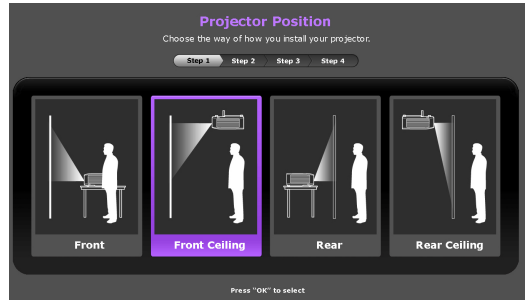 Projector Position
Choose the way of how you install your projector.
Step 1 Step 2 Step 3 Step 4
Front Front Ceiling Rear Rear Ceiling
Press "OK" to select